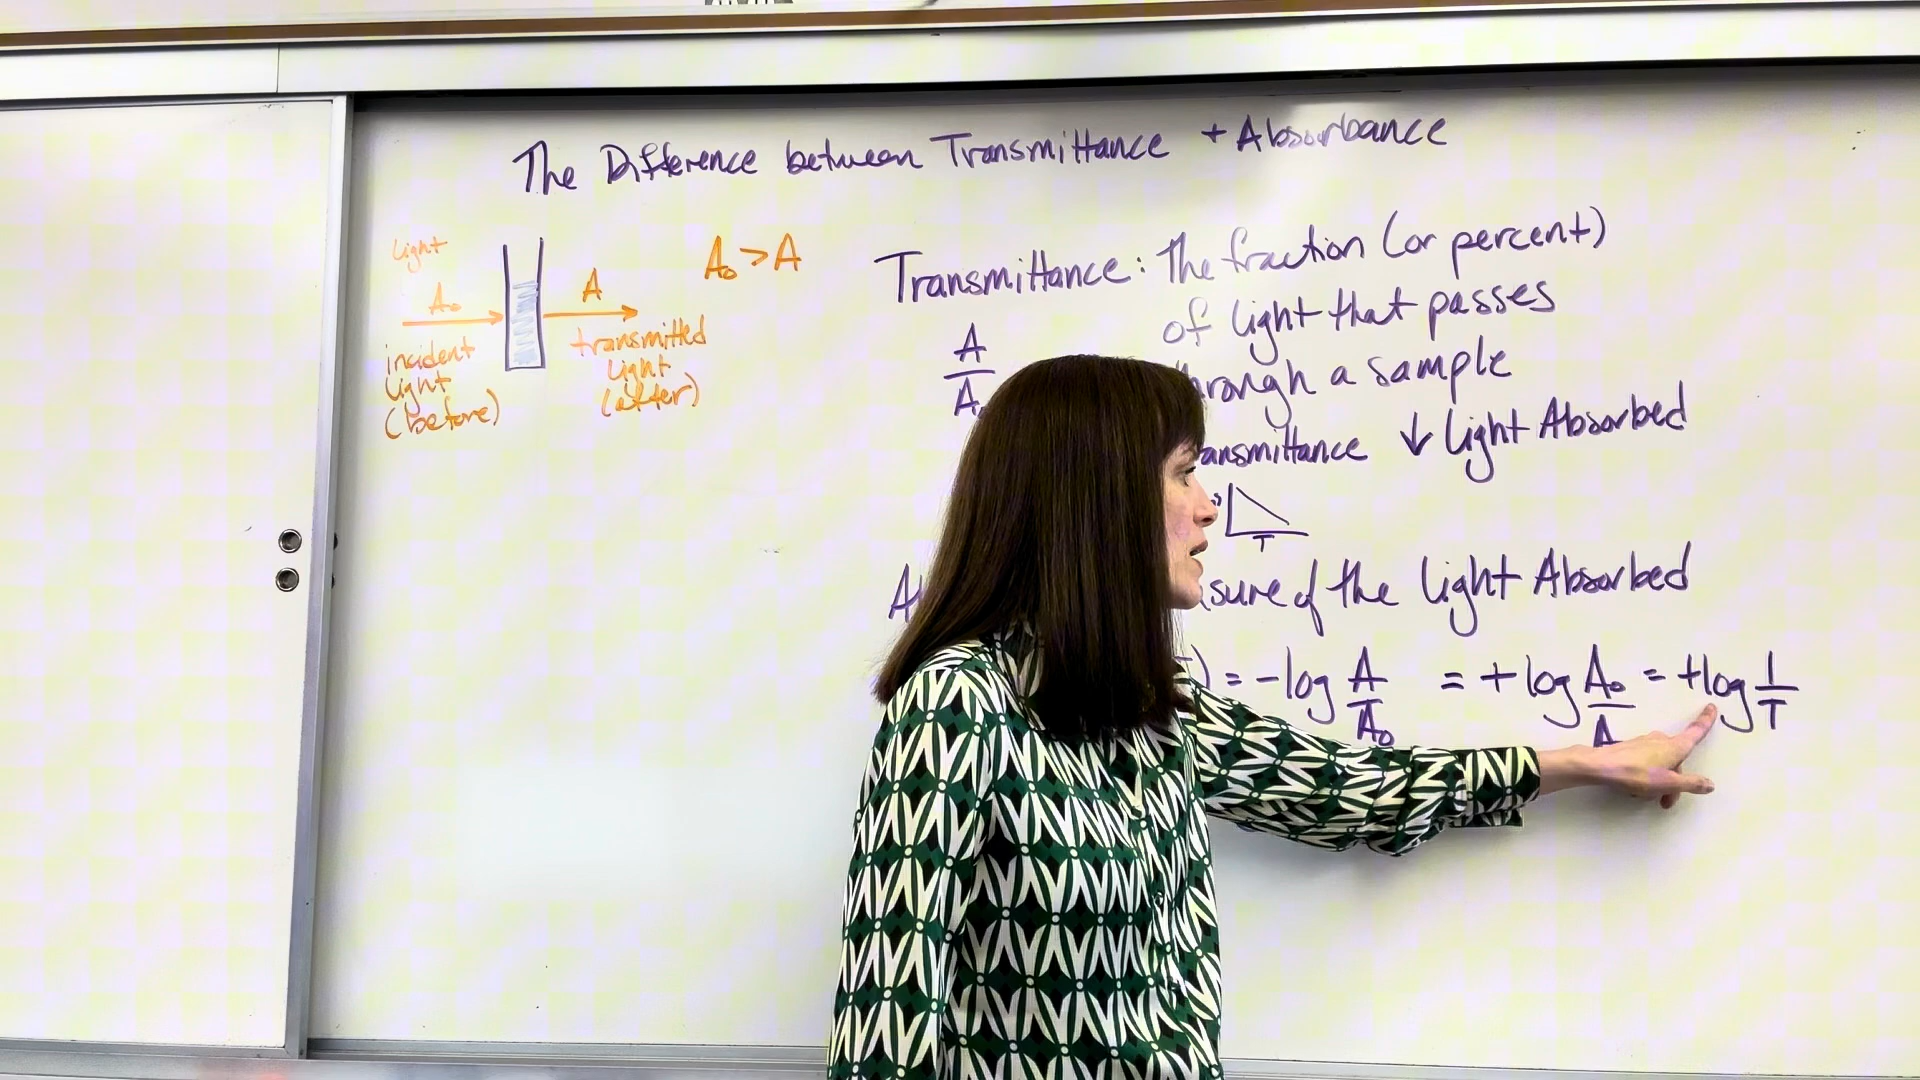 The Difference between Transmittance + Absorbance
light
A₀
incident
light
(before)
A
transmitted
light
(after)
A₀ > A
Transmittance: The fraction (or percent)
of light that passes
through a sample
A
A
ansmittance ↓ light Absorbed
T
A
sure of the light Absorbed
) = -log A/A₀ = + log A₀/A = +log 1/T